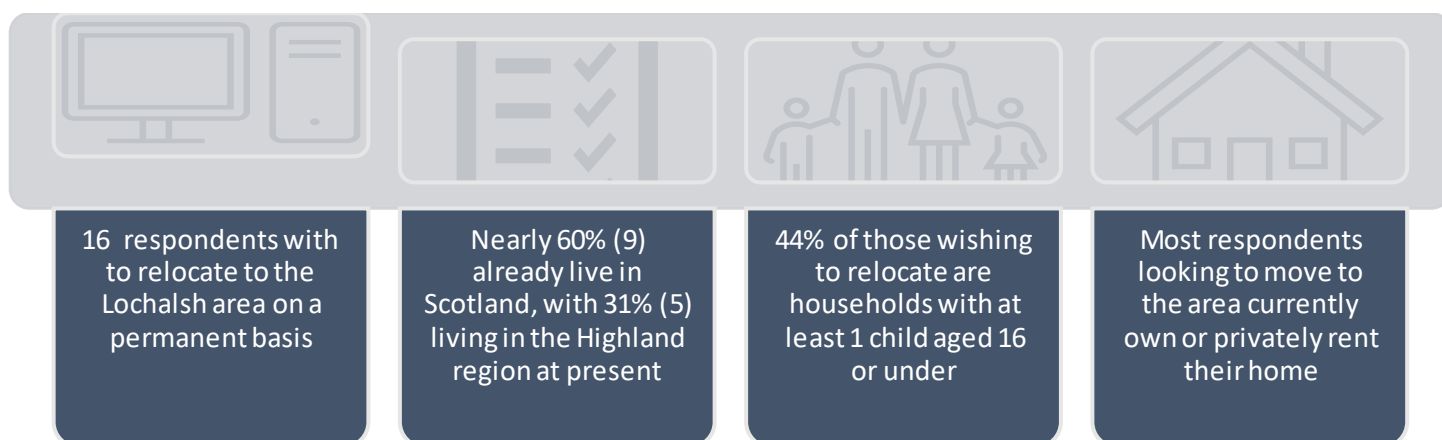 16 respondents with
to relocate to the
Lochalsh area on a
permanent basis
Nearly 60% (9)
already live in
Scotland, with 31% (5)
living in the Highland
region at present
44% of those wishing
to relocate are
households with at
least 1 child aged 16
or under
Most respondents
looking to move to
the area currently
own or privately rent
their home